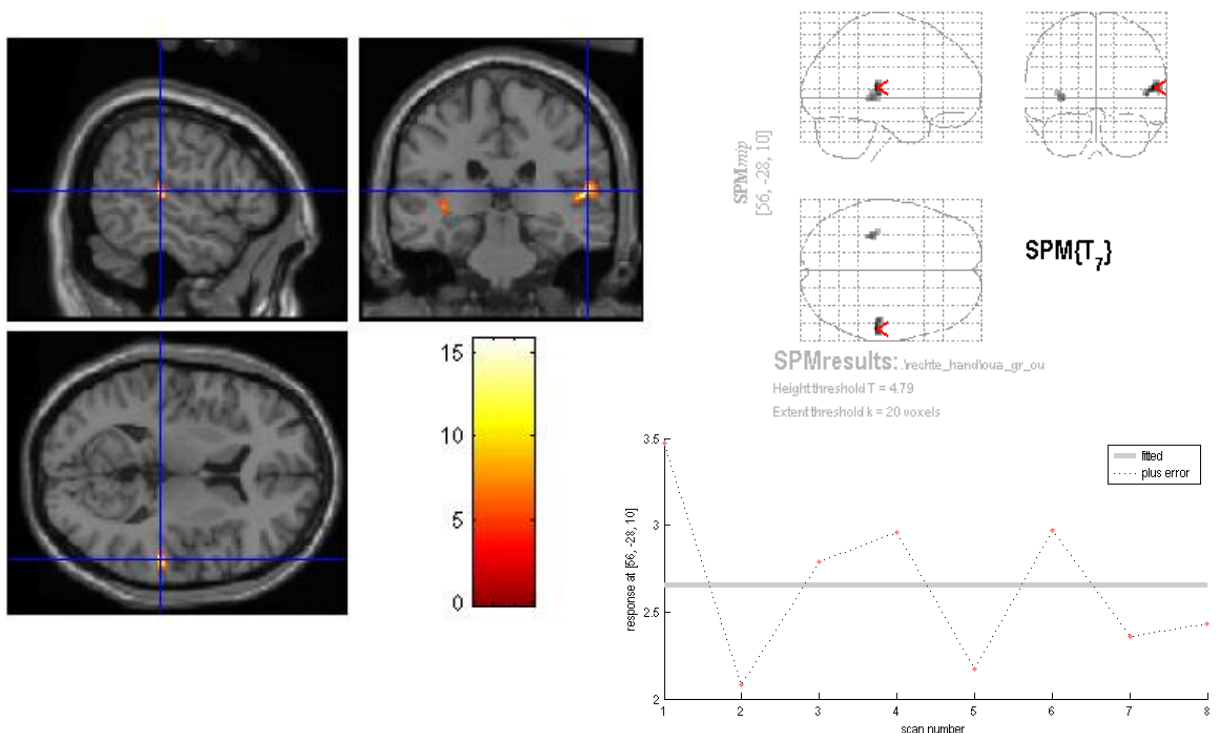 SPMmip
[56, -28, 10]
SPM{T7}
SPMresults: .\rechte_hand\oua_gr_ou
Height threshold T = 4.79
Extent threshold k = 20 voxels
15
10
5
0
3.5
3
2.5
2
response at [56, -28, 10]
fitted
plus error
1 2 3 4 5 6 7 8
scan number